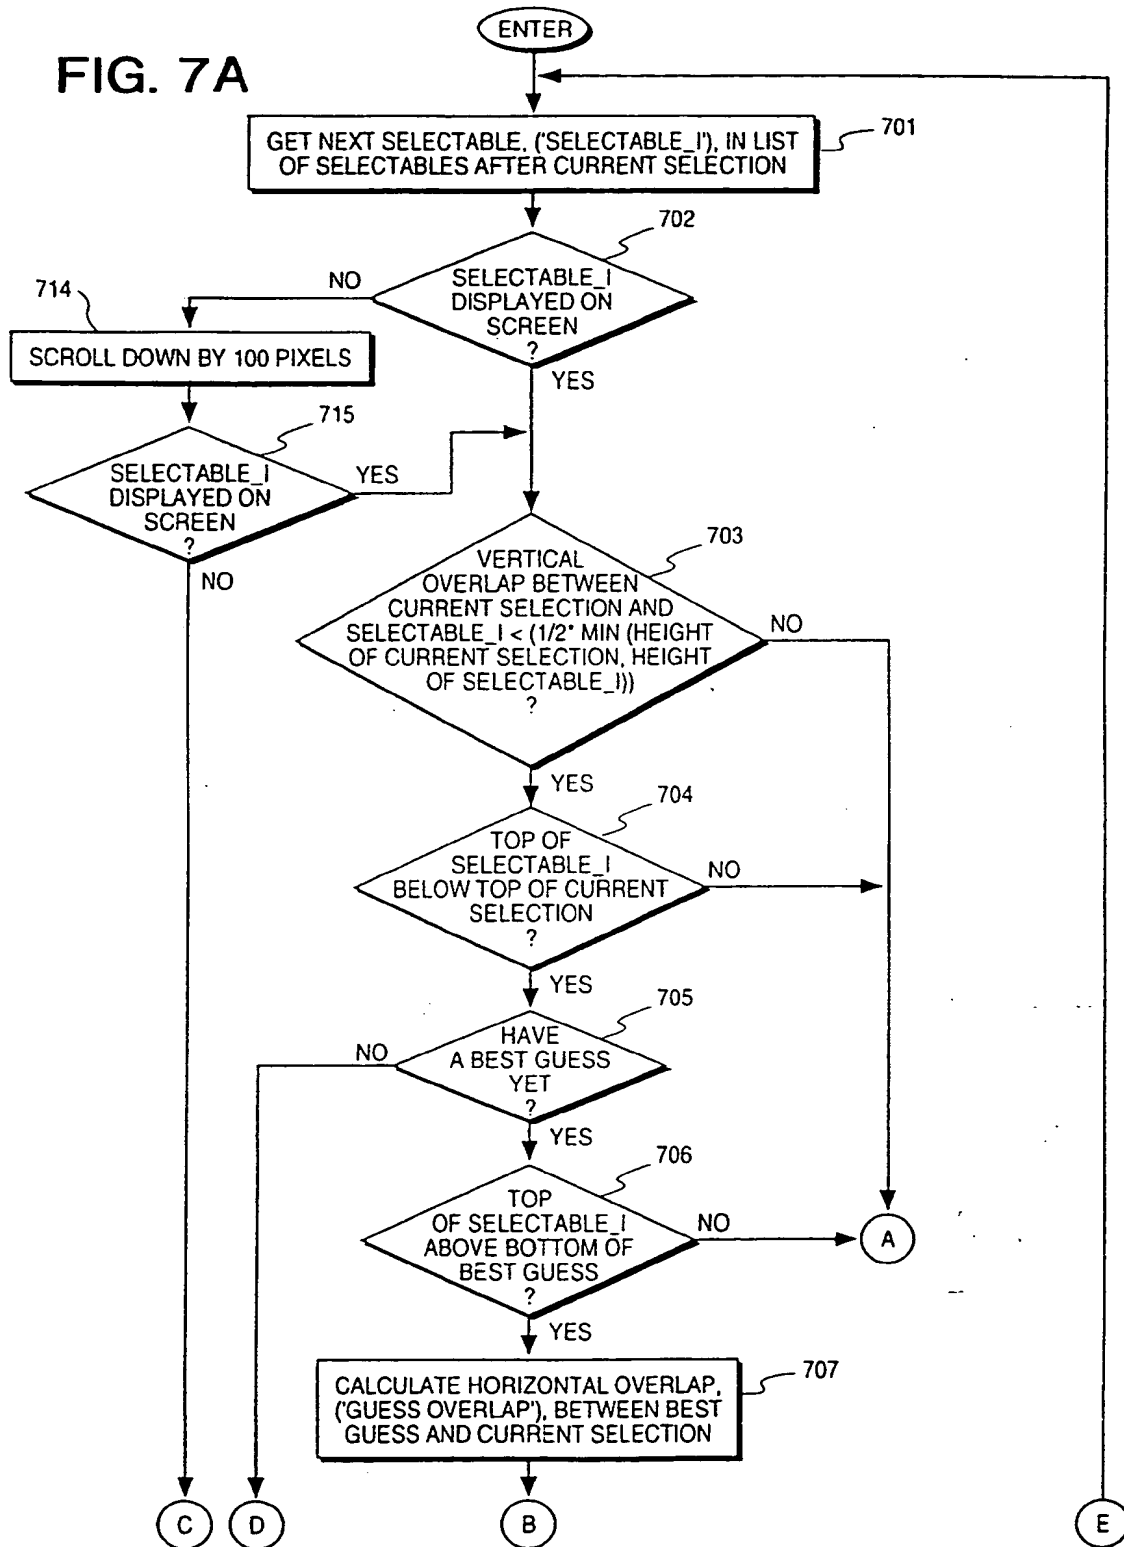 ENTER
FIG. 7A
GET NEXT SELECTABLE, ('SELECTABLE_I'), IN LIST
OF SELECTABLES AFTER CURRENT SELECTION
701
702
SELECTABLE_I
DISPLAYED ON
SCREEN
?
NO
YES
714
SCROLL DOWN BY 100 PIXELS
715
SELECTABLE_I
DISPLAYED ON
SCREEN
?
YES
NO
703
VERTICAL
OVERLAP BETWEEN
CURRENT SELECTION AND
SELECTABLE_I < (1/2* MIN (HEIGHT
OF CURRENT SELECTION, HEIGHT
OF SELECTABLE_I))
?
NO
YES
704
TOP OF
SELECTABLE_I
BELOW TOP OF CURRENT
SELECTION
?
NO
YES
705
HAVE
A BEST GUESS
YET
?
NO
YES
706
TOP
OF SELECTABLE_I
ABOVE BOTTOM OF
BEST GUESS
?
NO
A
YES
707
CALCULATE HORIZONTAL OVERLAP,
('GUESS OVERLAP'), BETWEEN BEST
GUESS AND CURRENT SELECTION
C
D
B
E